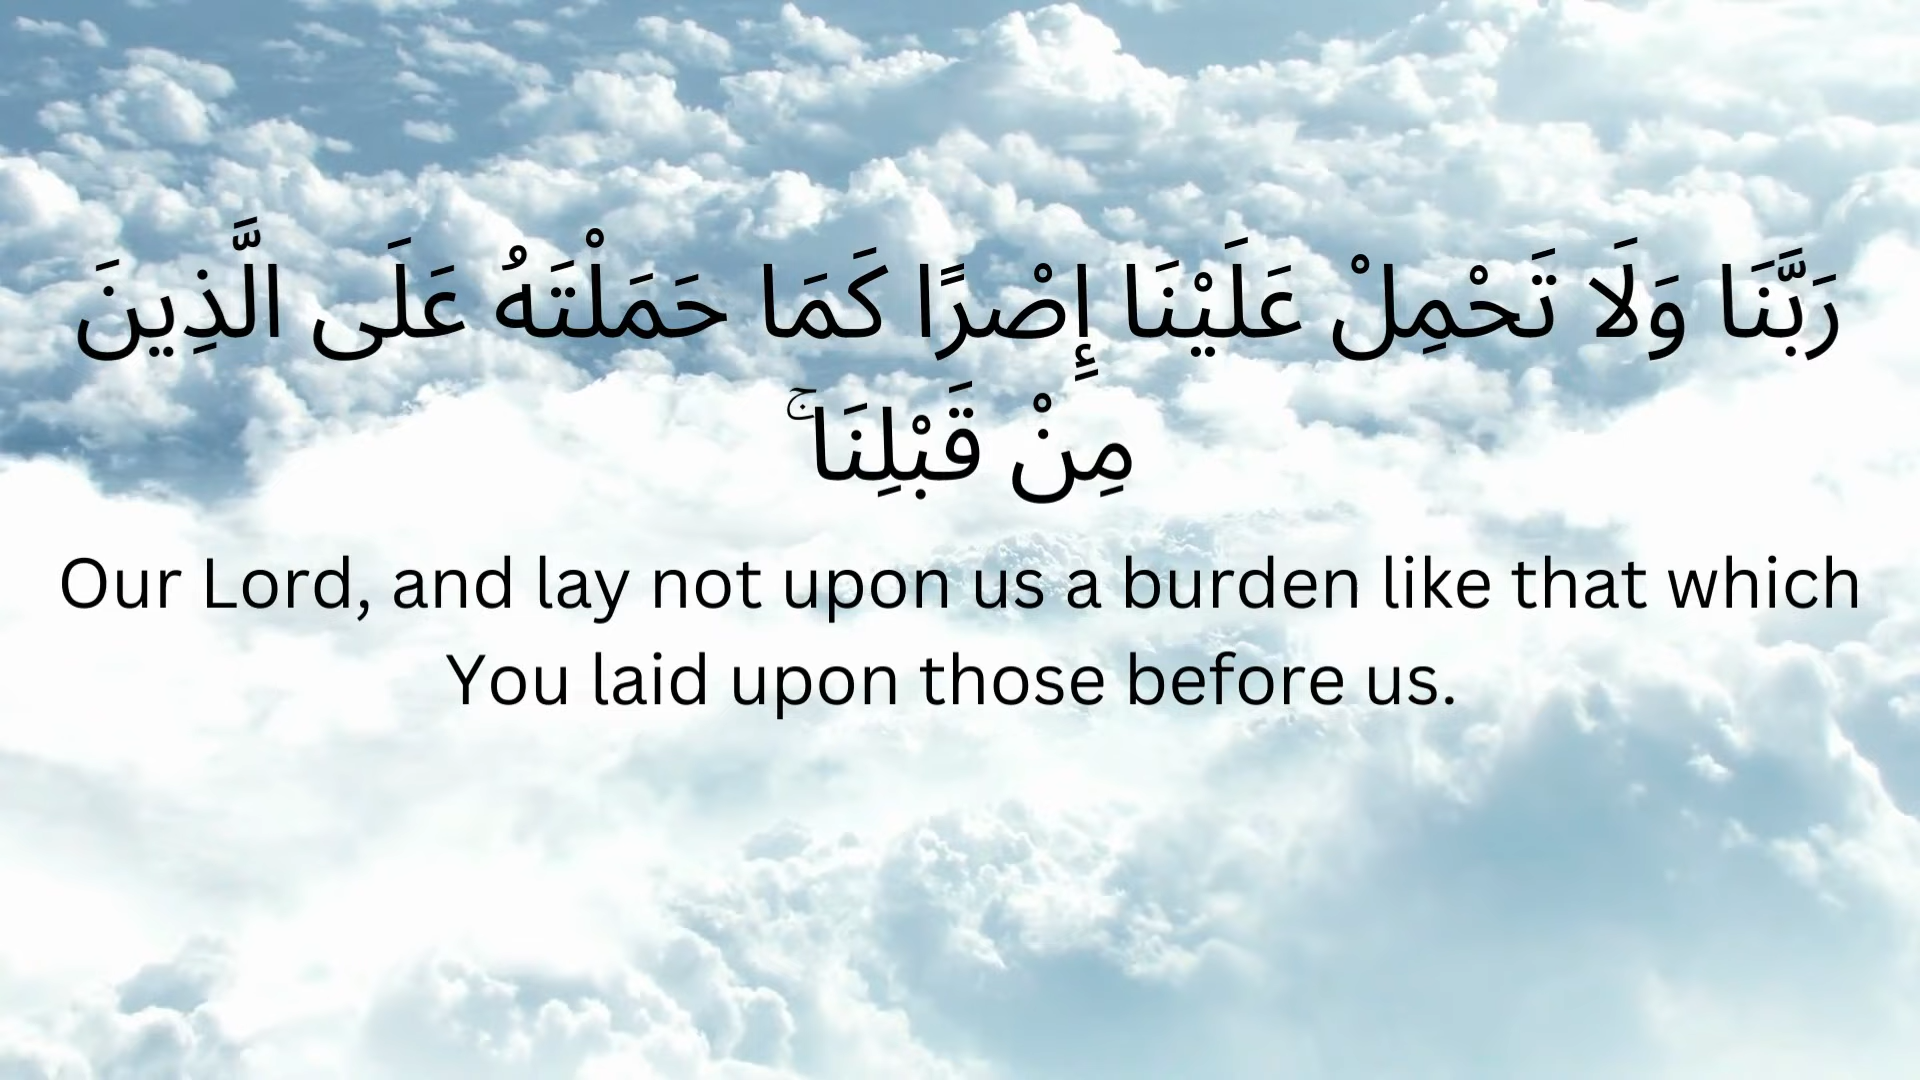 رَبَّنَا وَلَا تَحْمِلْ عَلَيْنَا إِصْرًا كَمَا حَمَلْتَهُ عَلَى الَّذِينَ
مِنْ قَبْلِنَا ۚ
Our Lord, and lay not upon us a burden like that which
You laid upon those before us.